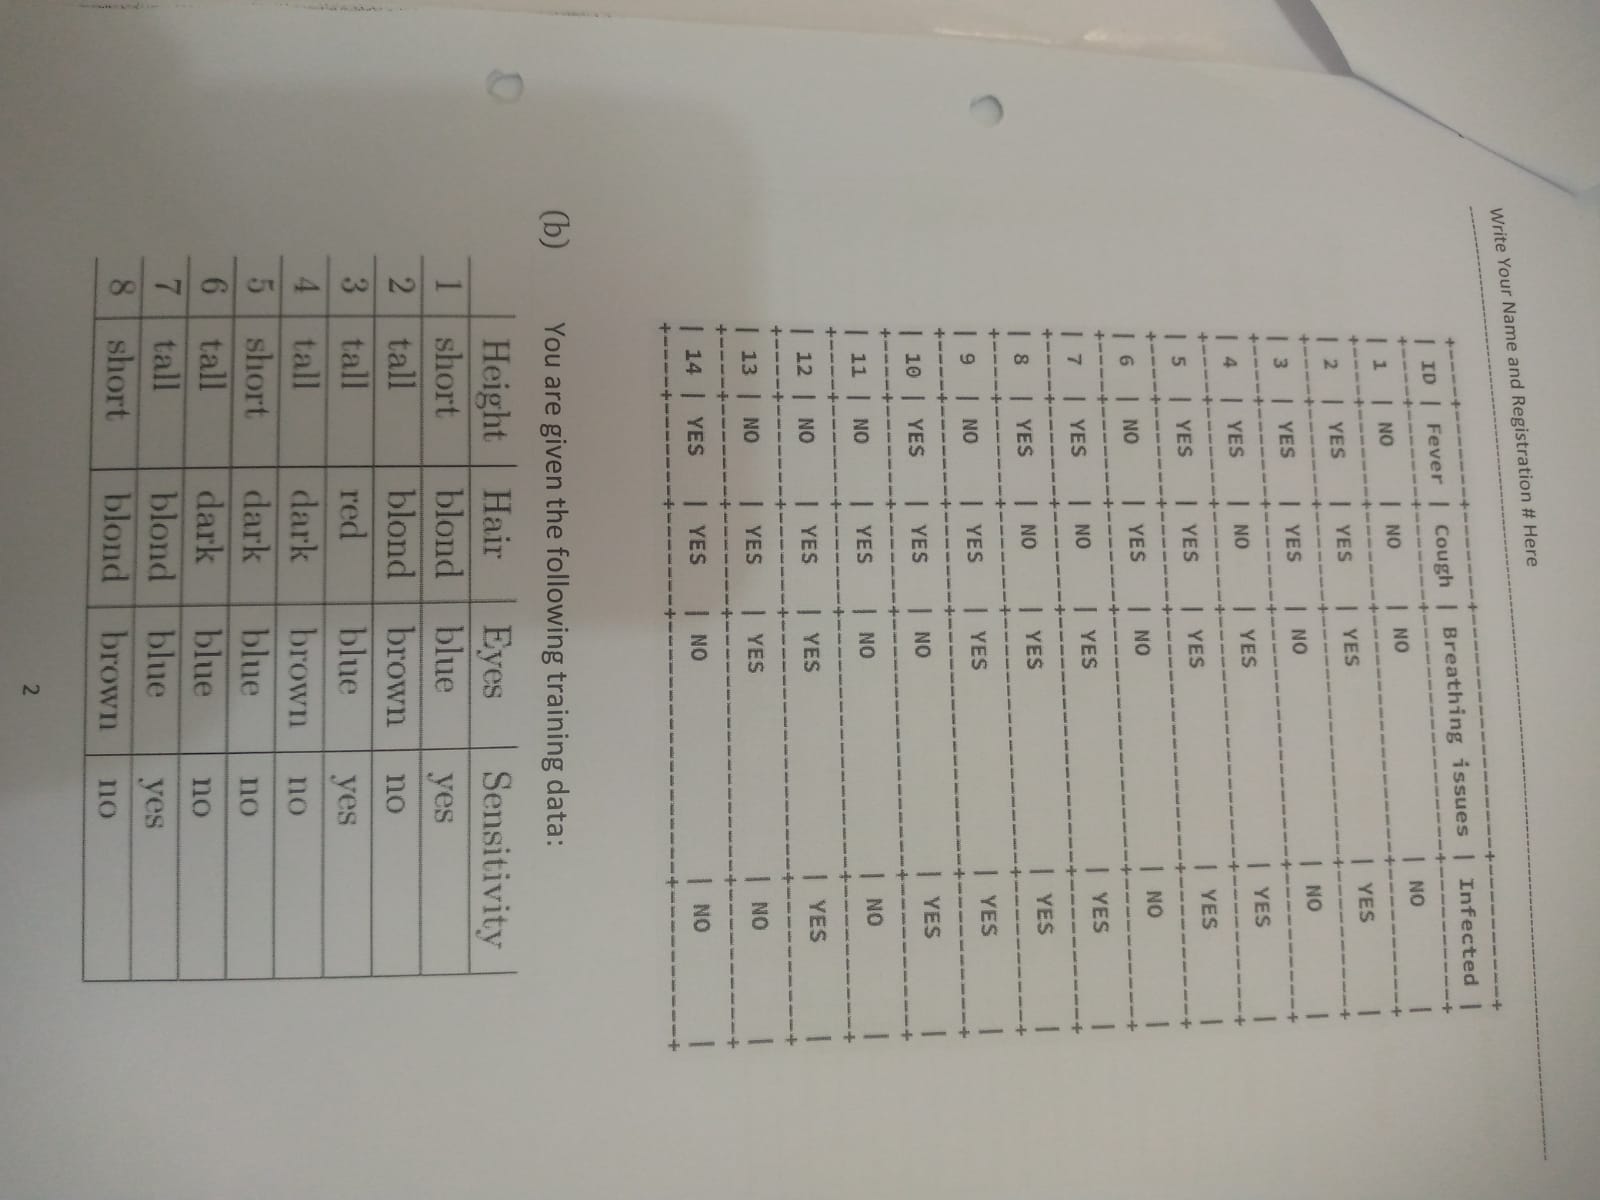 Write Your Name and Registration # Here
+----+-------+-------+------------------+----------+
| ID | Fever | Cough | Breathing issues | Infected |
+----+-------+-------+------------------+----------+
| 1 | NO | NO | NO | NO |
+----+-------+-------+------------------+----------+
| 2 | YES | YES | YES | YES |
+----+-------+-------+------------------+----------+
| 3 | YES | YES | NO | NO |
+----+-------+-------+------------------+----------+
| 4 | YES | NO | YES | YES |
+----+-------+-------+------------------+----------+
| 5 | YES | YES | YES | YES |
+----+-------+-------+------------------+----------+
| 6 | NO | YES | NO | NO |
+----+-------+-------+------------------+----------+
| 7 | YES | NO | YES | YES |
+----+-------+-------+------------------+----------+
| 8 | YES | NO | YES | YES |
+----+-------+-------+------------------+----------+
| 9 | NO | YES | YES | YES |
+----+-------+-------+------------------+----------+
| 10 | YES | YES | NO | YES |
+----+-------+-------+------------------+----------+
| 11 | NO | YES | NO | NO |
+----+-------+-------+------------------+----------+
| 12 | NO | YES | YES | YES |
+----+-------+-------+------------------+----------+
| 13 | NO | YES | YES | NO |
+----+-------+-------+------------------+----------+
| 14 | YES | YES | NO | NO |
+----+-------+-------+------------------+----------+
(b) You are given the following training data:
Height Hair Eyes Sensitivity
1 short blond blue yes
2 tall blond brown no
3 tall red blue yes
4 tall dark brown no
5 short dark blue no
6 tall dark blue no
7 tall blond blue yes
8 short blond brown no
2